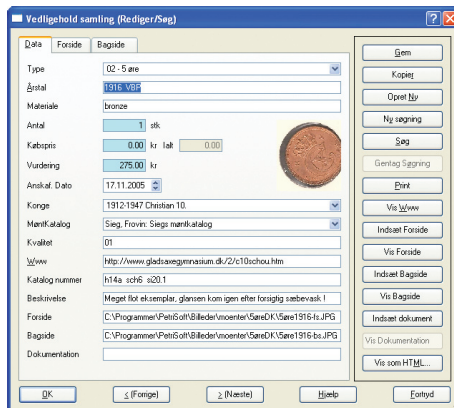 Vedligehold samling (Rediger/Søg)
Data Forside Bagside
Type 02 - 5 øre
Årstal 1916 VBP
Materiale bronze
Antal 1 stk
Købspris 0.00 kr Ialt 0.00
Vurdering 275.00 kr
Anskaf. Dato 17.11.2005
Konge 1912-1947 Christian 10.
MøntKatalog Sieg, Frovin: Siegs møntkatalog
Kvalitet 01
Www http://www.gladsaxegymnasium.dk/2/c10schou.htm
Katalog nummer h14a sch6 si20.1
Beskrivelse Meget flot eksemplar, glansen kom igen efter forsigtig sæbevask !
Forside C:\Programmer\PetriSoft\Billeder\moenter\5øreDK\5øre1916-fs.JPG
Bagside C:\Programmer\PetriSoft\Billeder\moenter\5øreDK\5øre1916-bs.JPG
Dokumentation
Gem
Kopier
Opret Ny
Ny søgning
Søg
Gentag Søgning
Print
Vis Www
Indsæt Forside
Vis Forside
Indsæt Bagside
Vis Bagside
Indsæt dokument
Vis Dokumentation
Vis som HTML...
OK < (Forrige) > (Næste) Hjælp Fortryd